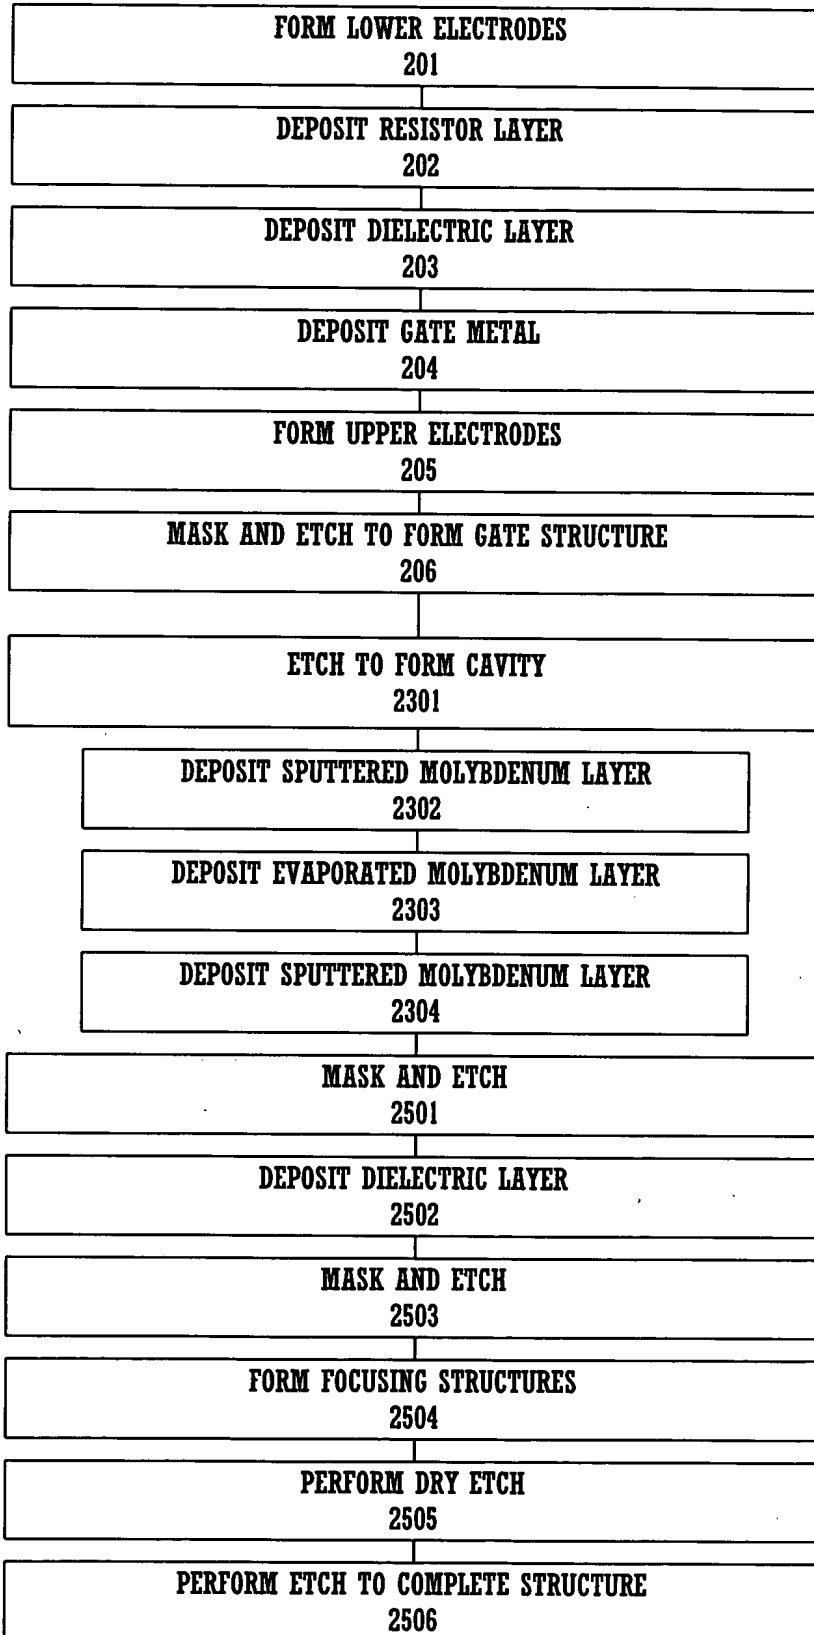 FORM LOWER ELECTRODES
201
DEPOSIT RESISTOR LAYER
202
DEPOSIT DIELECTRIC LAYER
203
DEPOSIT GATE METAL
204
FORM UPPER ELECTRODES
205
MASK AND ETCH TO FORM GATE STRUCTURE
206
ETCH TO FORM CAVITY
2301
DEPOSIT SPUTTERED MOLYBDENUM LAYER
2302
DEPOSIT EVAPORATED MOLYBDENUM LAYER
2303
DEPOSIT SPUTTERED MOLYBDENUM LAYER
2304
MASK AND ETCH
2501
DEPOSIT DIELECTRIC LAYER
2502
MASK AND ETCH
2503
FORM FOCUSING STRUCTURES
2504
PERFORM DRY ETCH
2505
PERFORM ETCH TO COMPLETE STRUCTURE
2506